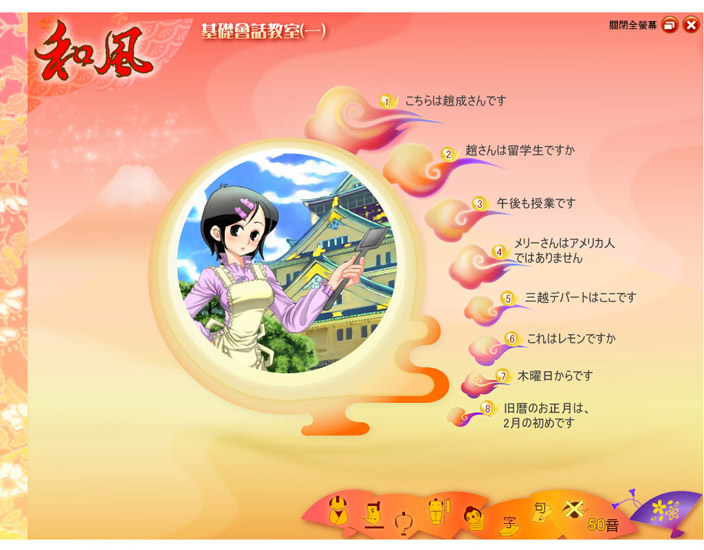 和風
基礎會話教室(一)
關閉全螢幕
1 こちらは趙成さんです
2 趙さんは留学生ですか
3 午後も授業です
4 メリーさんはアメリカ人
ではありません
5 三越デパートはここです
6 これはレモンですか
7 木曜日からです
8 旧暦のお正月は、
2月の初めです
字
句
50音